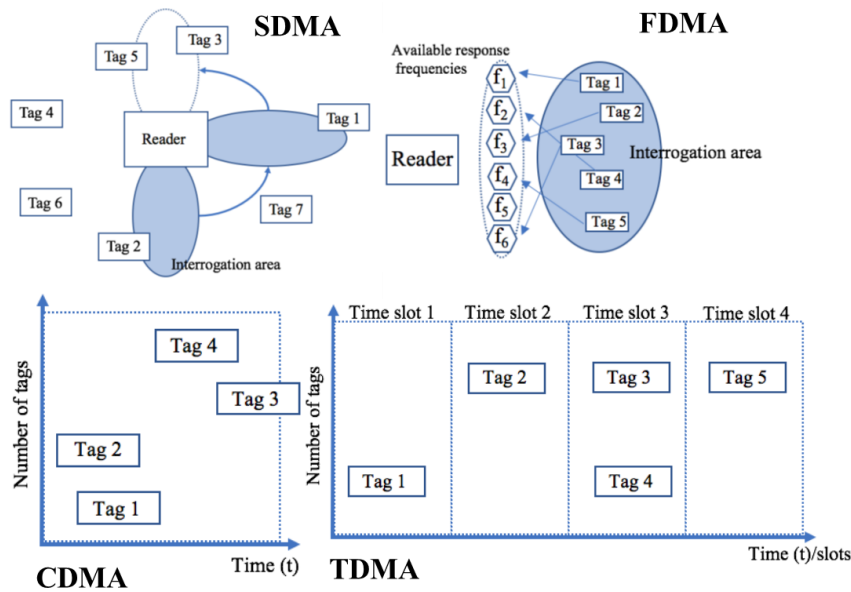 SDMA
Tag 3
Tag 5
Tag 4
Reader
Tag 1
Tag 6
Tag 7
Tag 2
Interrogation area
FDMA
Available response
frequencies
f1
f2
f3
f4
f5
f6
Reader
Tag 1
Tag 2
Tag 3
Interrogation area
Tag 4
Tag 5
Number of tags
Tag 4
Tag 3
Tag 2
Tag 1
Time (t)
CDMA
Time slot 1
Time slot 2
Time slot 3
Time slot 4
Number of tags
Tag 2
Tag 3
Tag 5
Tag 1
Tag 4
Time (t)/slots
TDMA